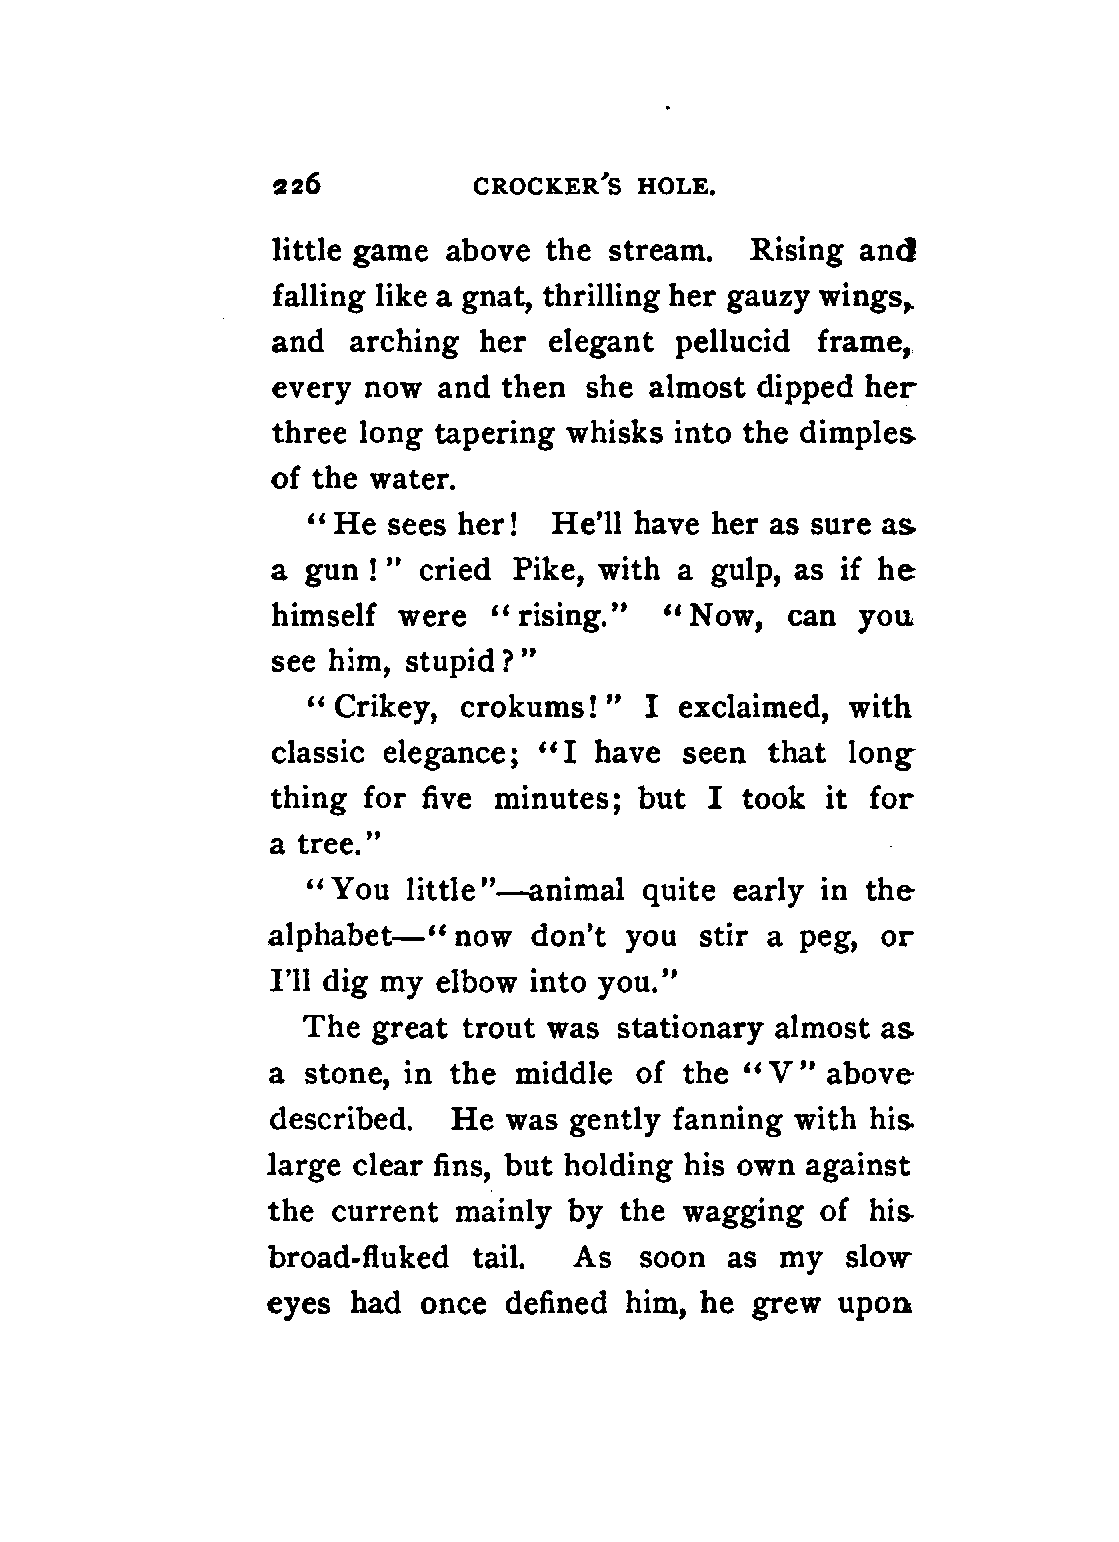 226 CROCKER'S HOLE.
little game above the stream. Rising and
falling like a gnat, thrilling her gauzy wings,
and arching her elegant pellucid frame,
every now and then she almost dipped her
three long tapering whisks into the dimples
of the water.
"He sees her! He'll have her as sure as
a gun!" cried Pike, with a gulp, as if he
himself were "rising." "Now, can you
see him, stupid?"
"Crikey, crokums!" I exclaimed, with
classic elegance; "I have seen that long
thing for five minutes; but I took it for
a tree."
"You little"—animal quite early in the
alphabet—"now don't you stir a peg, or
I'll dig my elbow into you."
The great trout was stationary almost as
a stone, in the middle of the "V" above
described. He was gently fanning with his
large clear fins, but holding his own against
the current mainly by the wagging of his
broad-fluked tail. As soon as my slow
eyes had once defined him, he grew upon